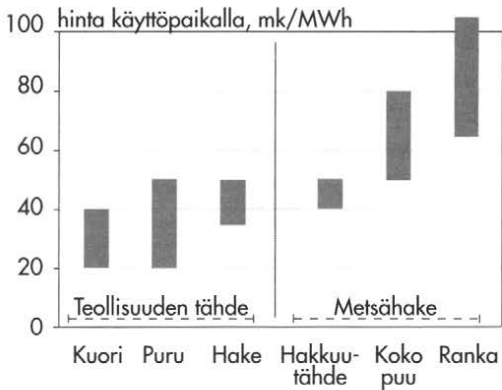 hinta käyttöpaikalla, mk/MWh
100
80
60
40
20
0
Teollisuuden tähde
Metsähake
Kuori
Puru
Hake
Hakkuu-
tähde
Koko
puu
Ranka